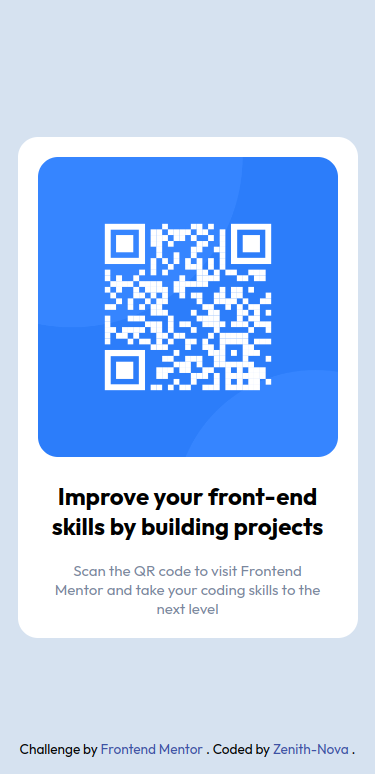 Improve your front-end
skills by building projects
Scan the QR code to visit Frontend
Mentor and take your coding skills to the
next level
Challenge by Frontend Mentor . Coded by Zenith-Nova .